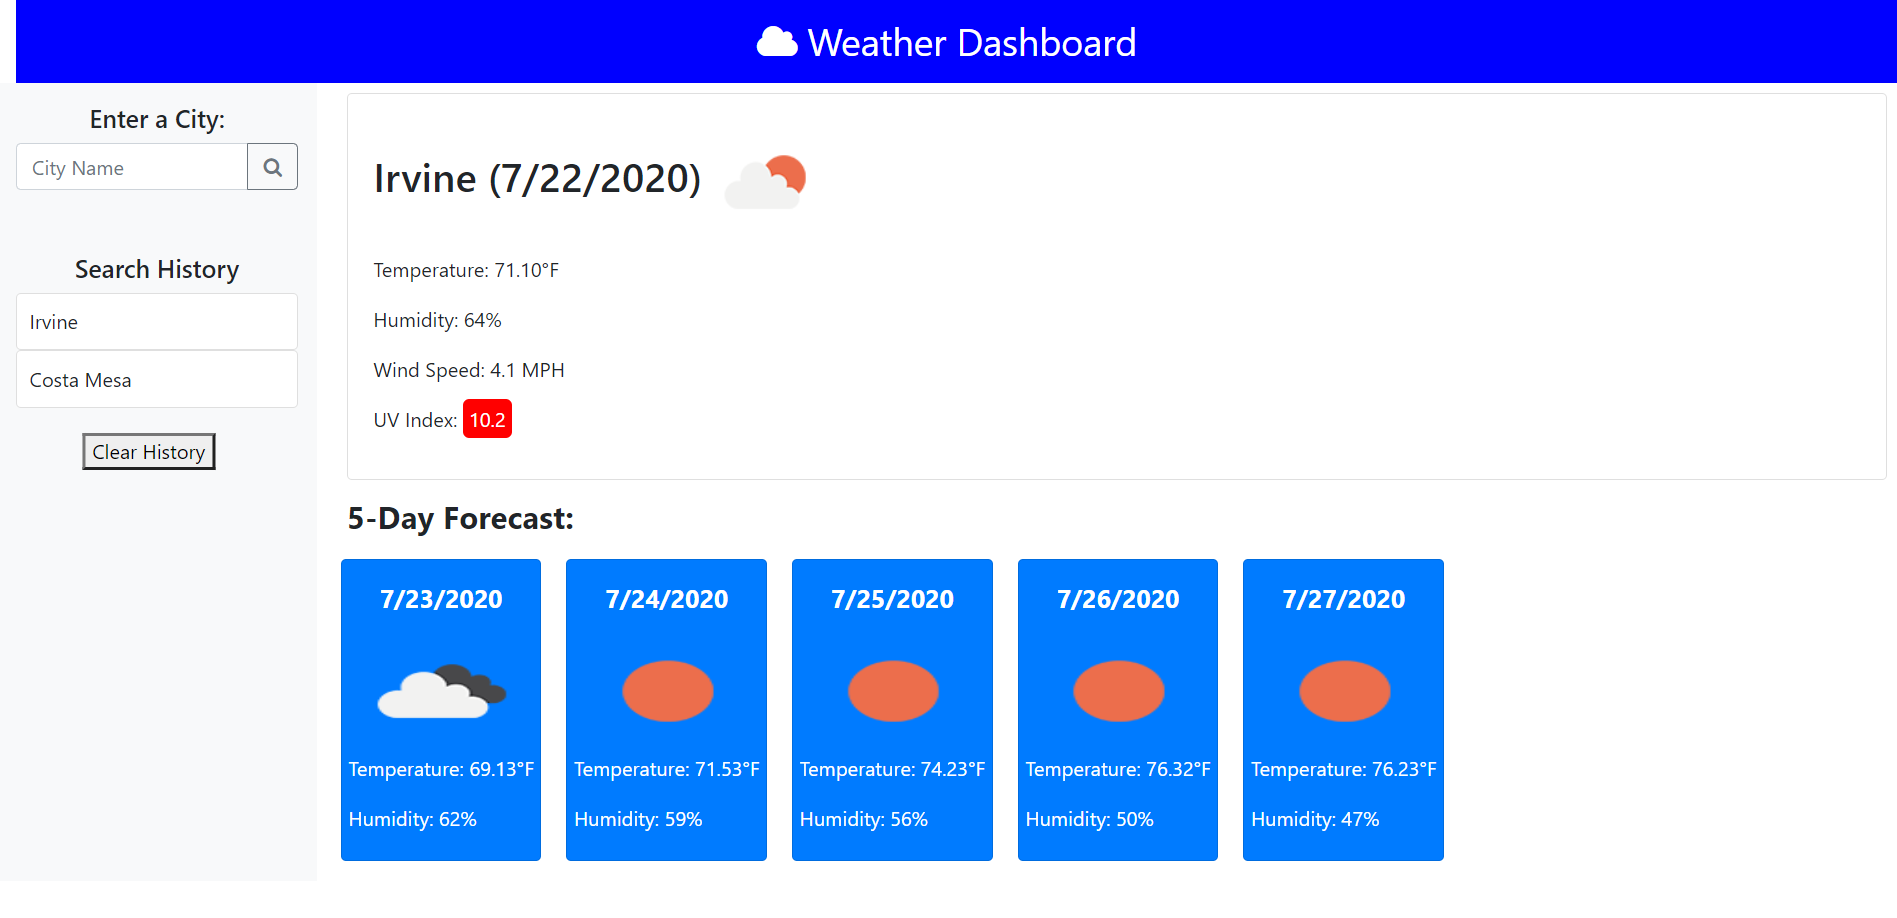 Weather Dashboard
Enter a City:
City Name
Search History
Irvine
Costa Mesa
Clear History
Irvine (7/22/2020)
Temperature: 71.10°F
Humidity: 64%
Wind Speed: 4.1 MPH
UV Index: 10.2
5-Day Forecast:
7/23/2020
Temperature: 69.13°F
Humidity: 62%
7/24/2020
Temperature: 71.53°F
Humidity: 59%
7/25/2020
Temperature: 74.23°F
Humidity: 56%
7/26/2020
Temperature: 76.32°F
Humidity: 50%
7/27/2020
Temperature: 76.23°F
Humidity: 47%